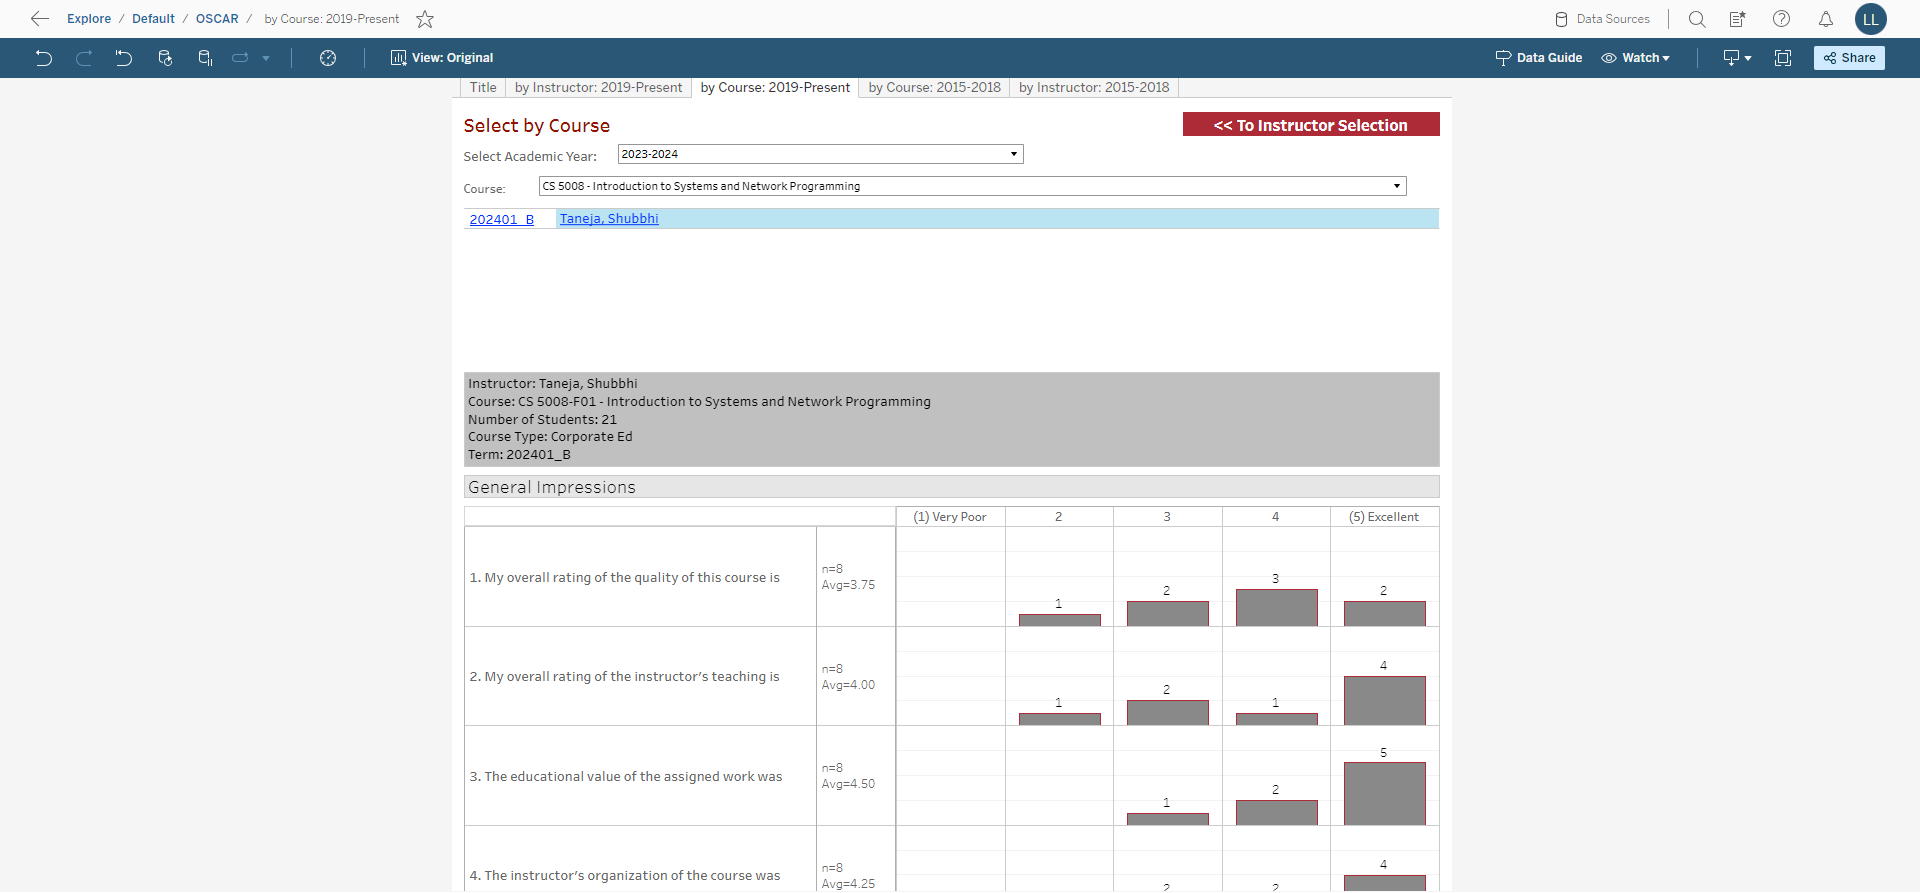 Explore / Default / OSCAR / by Course: 2019-Present
Data Sources
LL
View: Original
Data Guide
Watch
Share
Title
by Instructor: 2019-Present
by Course: 2019-Present
by Course: 2015-2018
by Instructor: 2015-2018
Select by Course
<< To Instructor Selection
Select Academic Year:
2023-2024
Course:
CS 5008 - Introduction to Systems and Network Programming
202401_B
Taneja, Shubbhi
Instructor: Taneja, Shubbhi
Course: CS 5008-F01 - Introduction to Systems and Network Programming
Number of Students: 21
Course Type: Corporate Ed
Term: 202401_B
General Impressions
(1) Very Poor
2
3
4
(5) Excellent
1. My overall rating of the quality of this course is
n=8
Avg=3.75
1
2
3
2
2. My overall rating of the instructor's teaching is
n=8
Avg=4.00
1
2
1
4
3. The educational value of the assigned work was
n=8
Avg=4.50
1
2
5
4. The instructor's organization of the course was
n=8
Avg=4.25
2
2
4